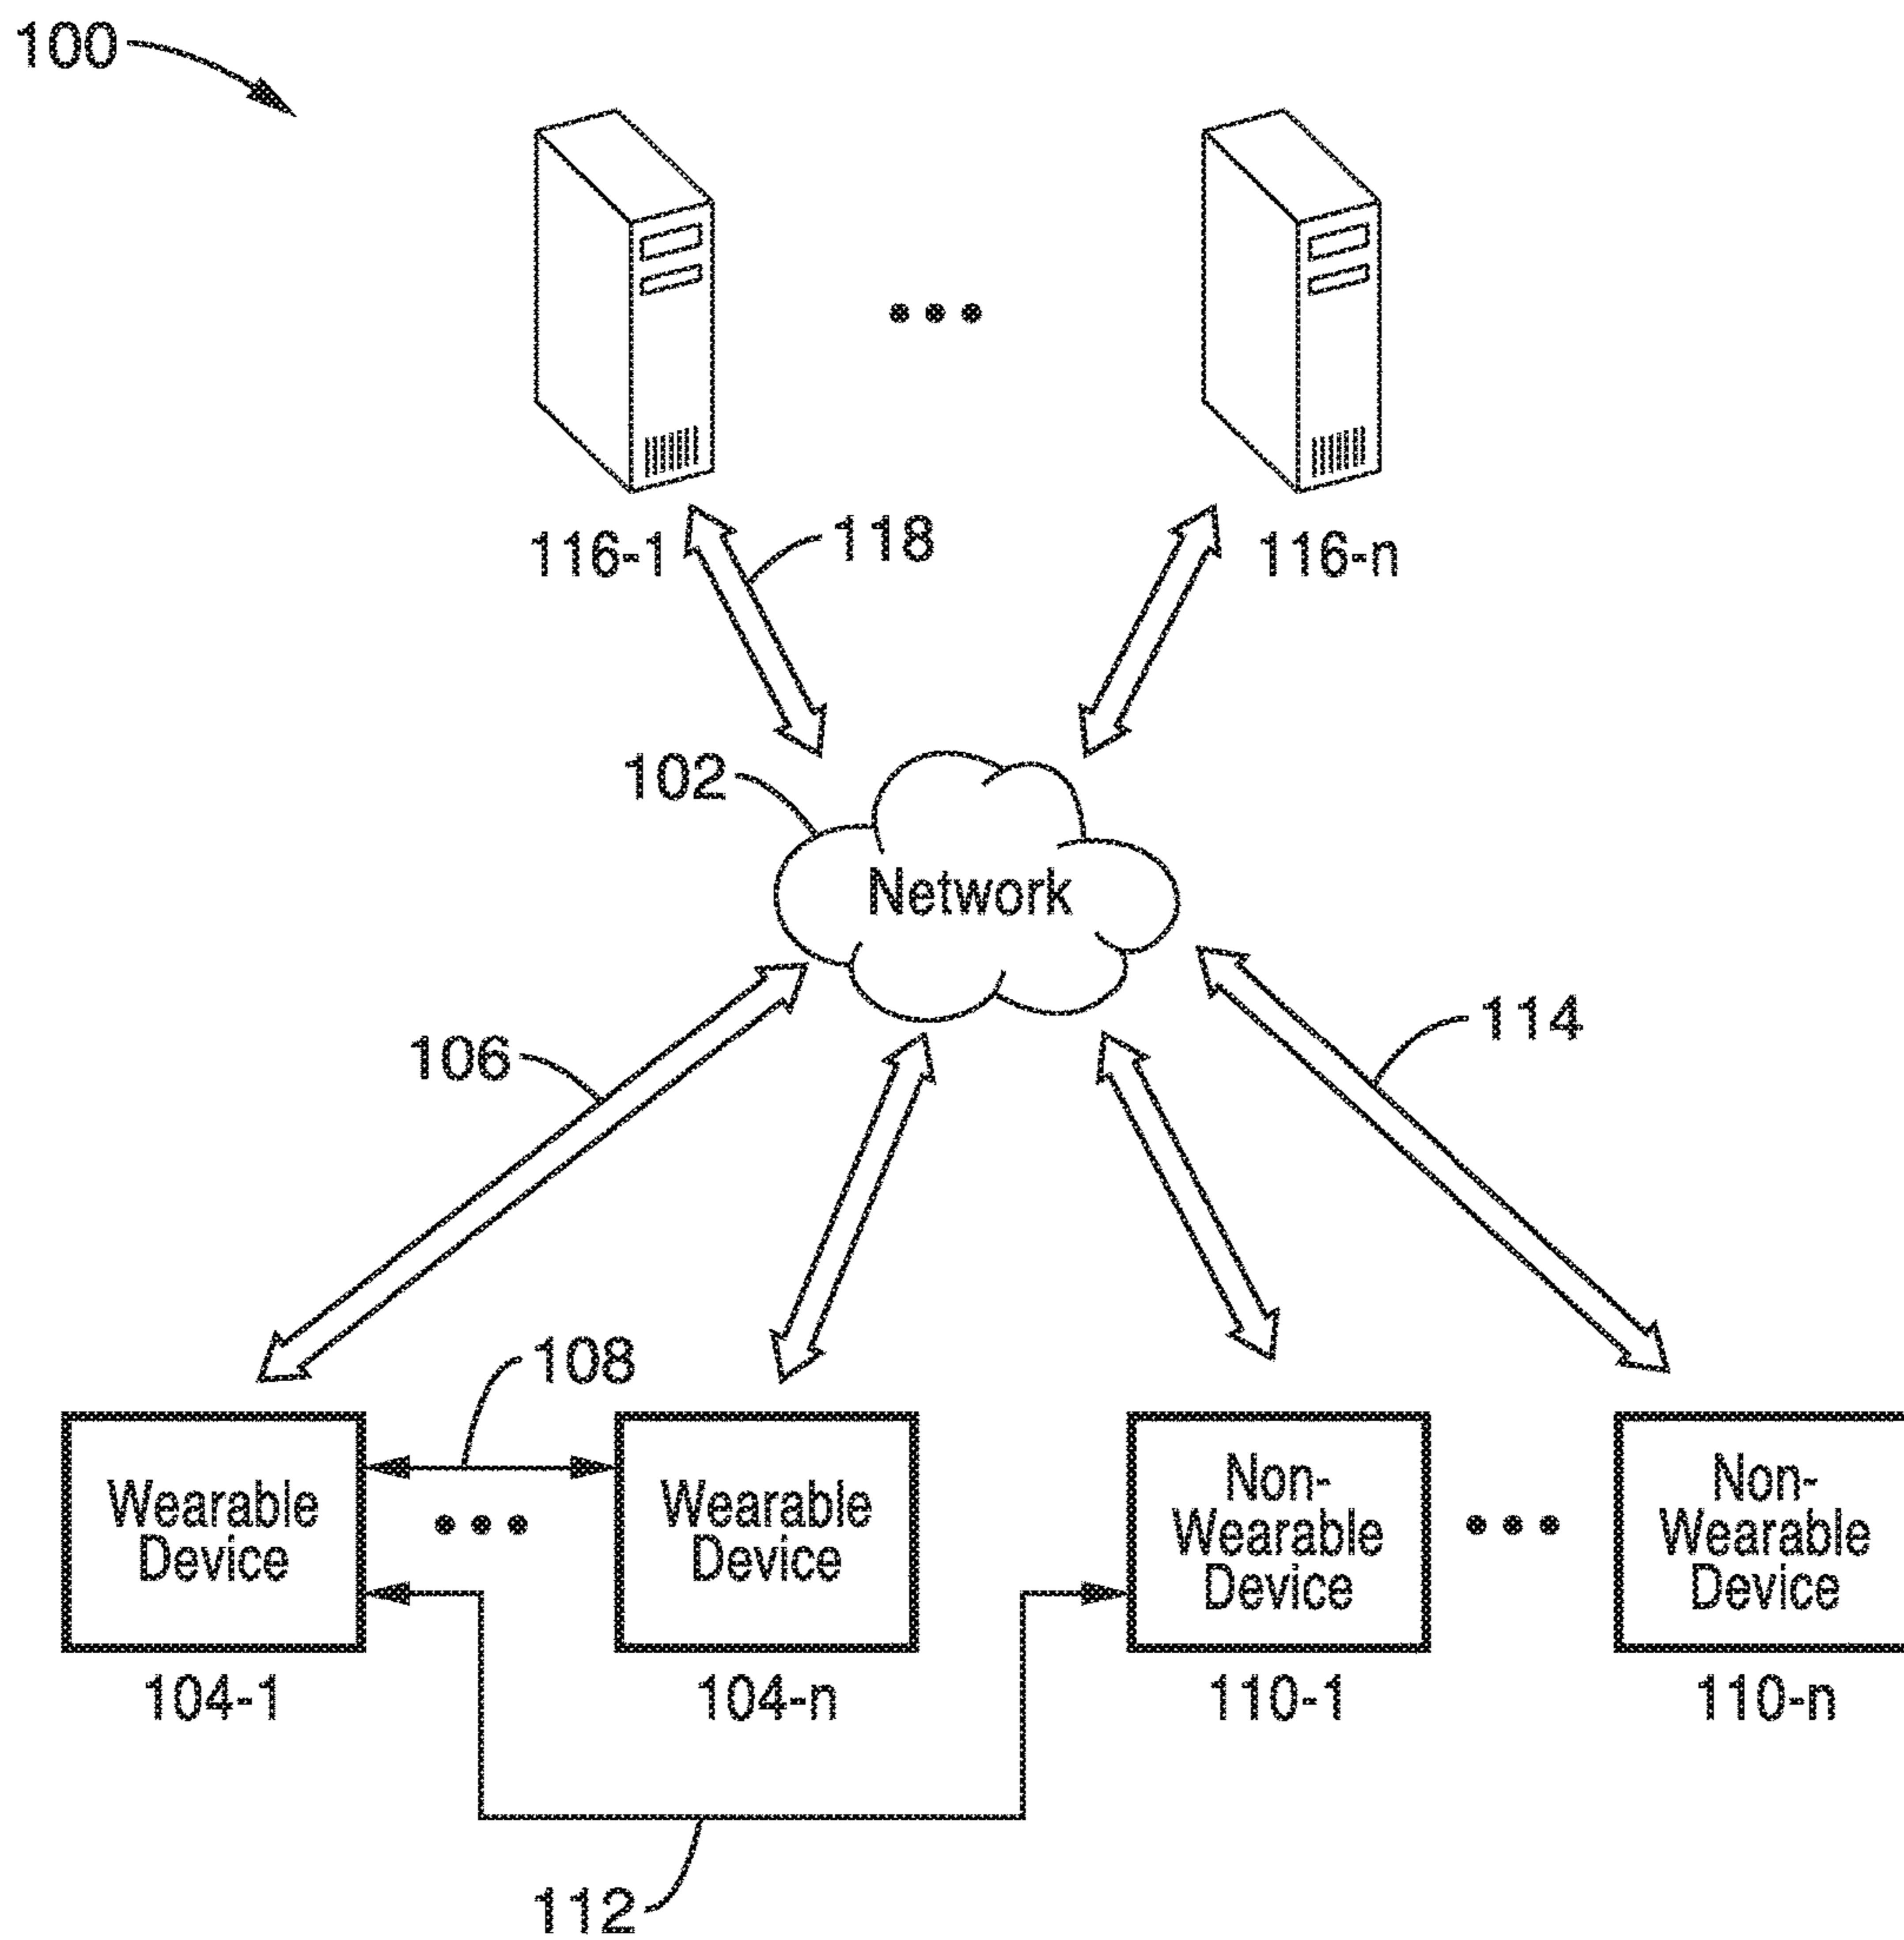 100
116-1
118
116-n
102
Network
106
114
108
Wearable
Device
Wearable
Device
Non-
Wearable
Device
Non-
Wearable
Device
104-1
104-n
110-1
110-n
112